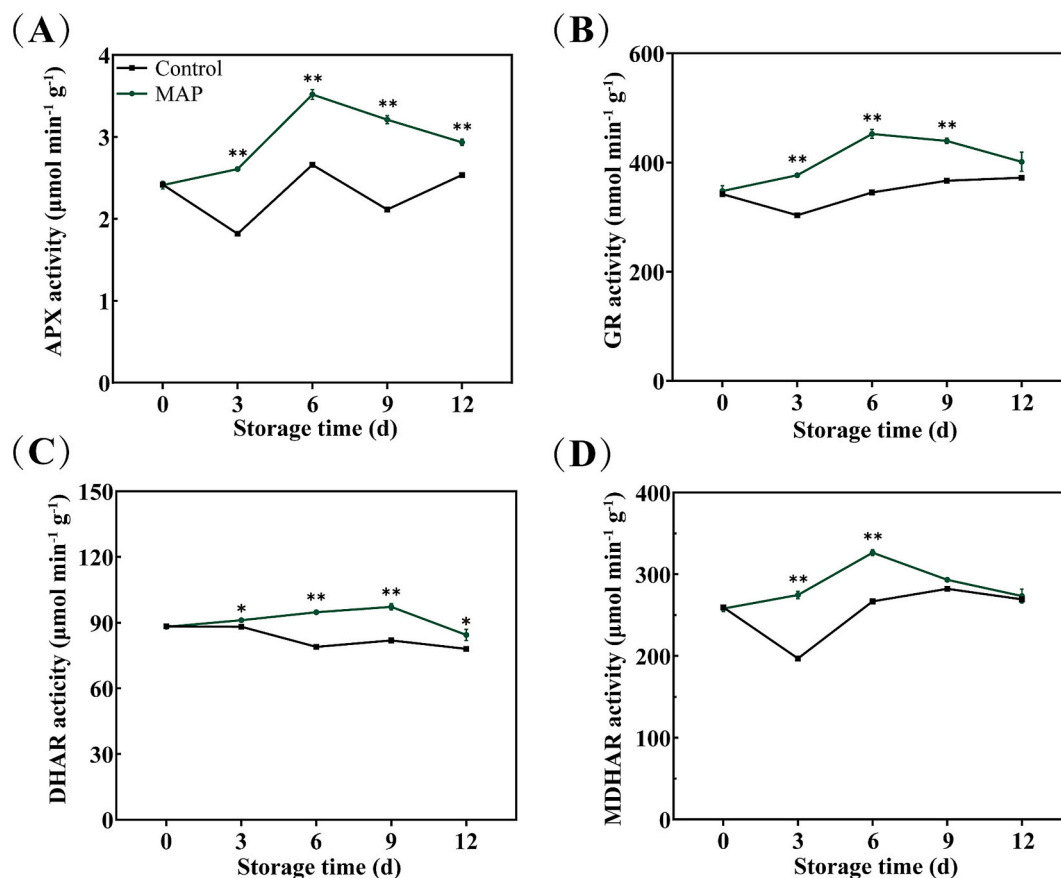 (A)
APX activity (μmol min⁻¹ g⁻¹)
4
3
2
1
0
Control
MAP
**
**
**
**
0 3 6 9 12
Storage time (d)
(B)
GR activity (nmol min⁻¹ g⁻¹)
600
400
200
0
**
**
**
0 3 6 9 12
Storage time (d)
(C)
DHAR acticity (μmol min⁻¹ g⁻¹)
150
120
90
60
30
0
*
**
**
*
0 3 6 9 12
Storage time (d)
(D)
MDHAR activity (μmol min⁻¹ g⁻¹)
400
300
200
100
0
**
**
0 3 6 9 12
Storage time (d)